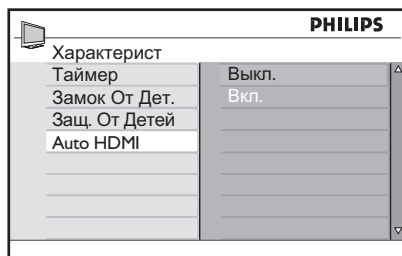 PHILIPS
Характерист
Таймер
Выкл.
Замок От Дет.
Вкл.
Защ. От Детей
Auto HDMI